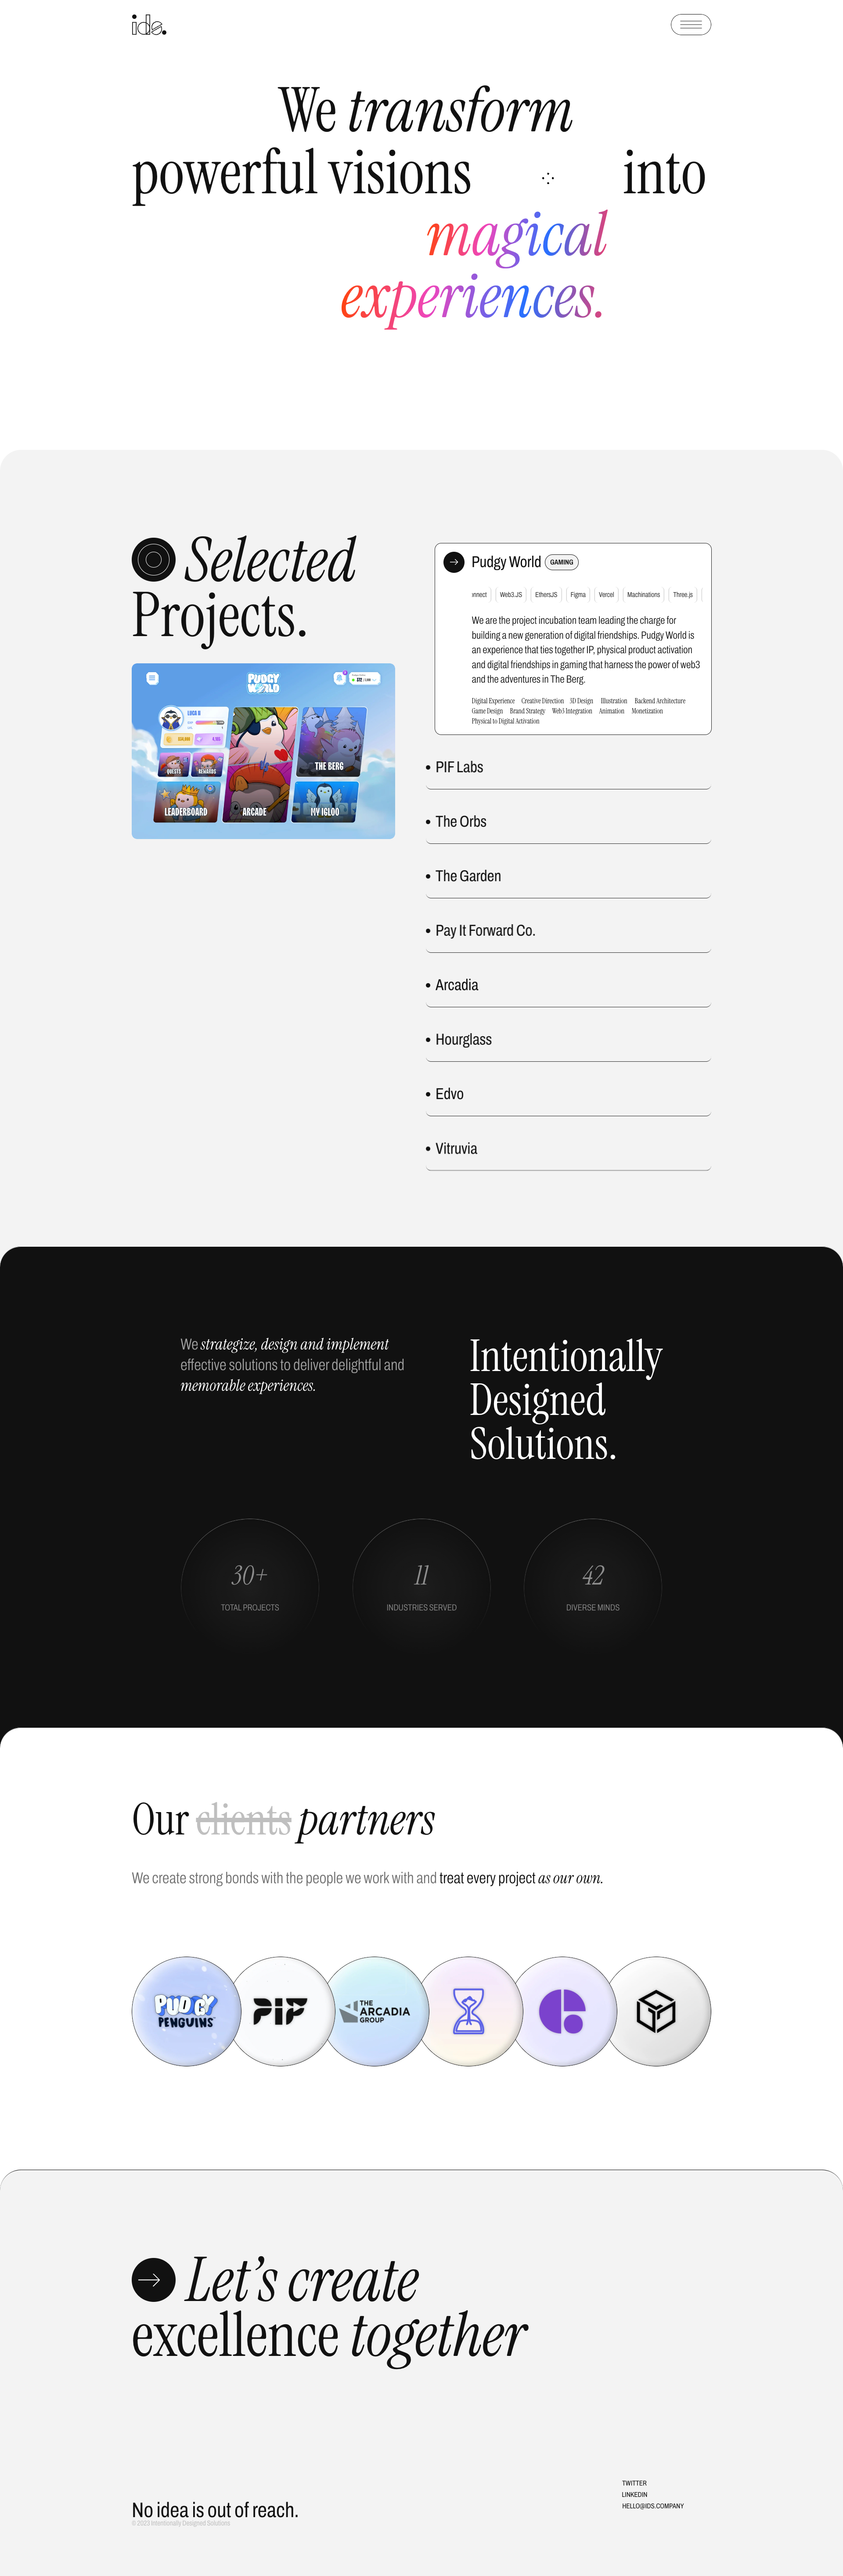 ids.
We transform
powerful visions into
magical
experiences.
Selected
Projects.
PUDGY
WORLD
LUCA G
QUESTS
REWARDS
THE BERG
LEADERBOARD
ARCADE
MY IGLOO
Pudgy World GAMING
nnect Web3.JS EthersJS Figma Vercel Machinations Three.js
We are the project incubation team leading the charge for
building a new generation of digital friendships. Pudgy World is
an experience that ties together IP, physical product activation
and digital friendships in gaming that harness the power of web3
and the adventures in The Berg.
Digital Experience Creative Direction 3D Design Illustration Backend Architecture
Game Design Brand Strategy Web3 Integration Animation Monetization
Physical to Digital Activation
PIF Labs
The Orbs
The Garden
Pay It Forward Co.
Arcadia
Hourglass
Edvo
Vitruvia
We strategize, design and implement
effective solutions to deliver delightful and
memorable experiences.
Intentionally
Designed
Solutions.
30+
TOTAL PROJECTS
11
INDUSTRIES SERVED
42
DIVERSE MINDS
Our clients partners
We create strong bonds with the people we work with and treat every project as our own.
PUDGY
PENGUINS
PIF
THE
ARCADIA
GROUP
Let's create
excellence together
TWITTER
LINKEDIN
HELLO@IDS.COMPANY
No idea is out of reach.
© 2023 Intentionally Designed Solutions